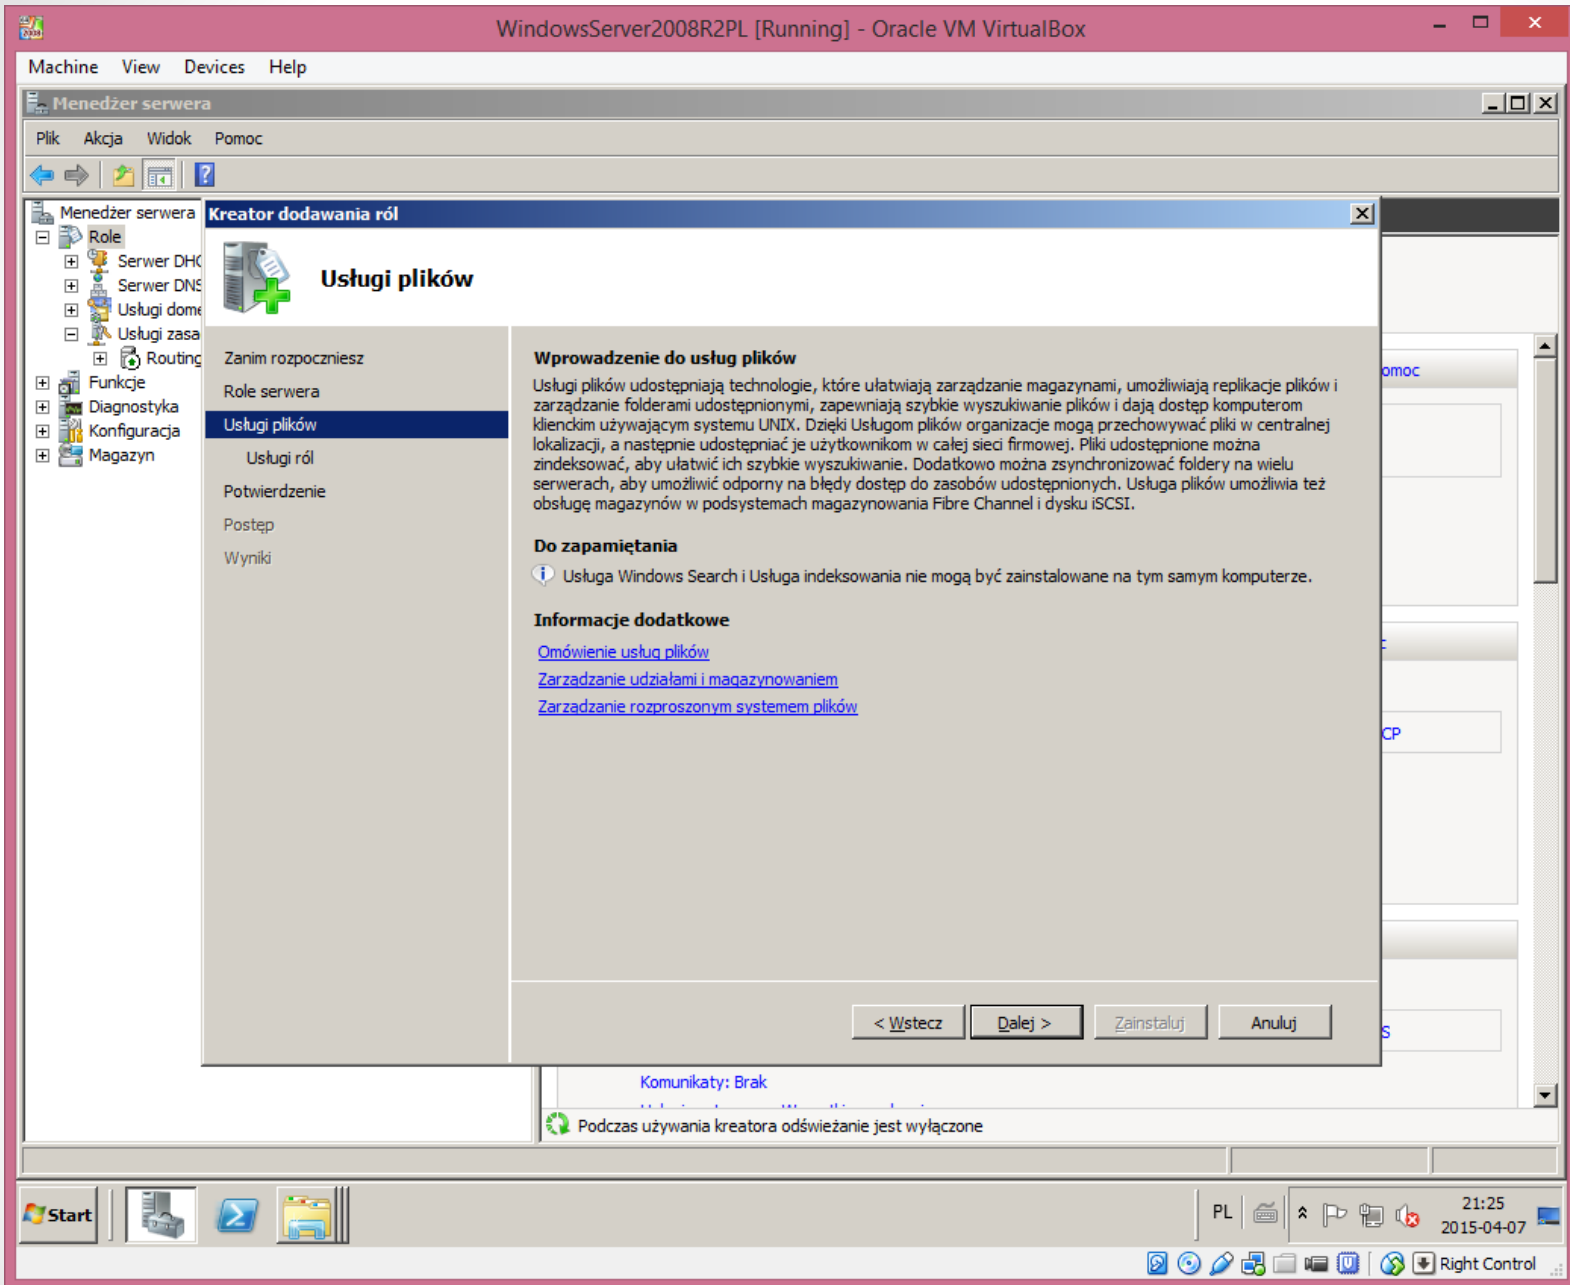 WindowsServer2008R2PL [Running] - Oracle VM VirtualBox
Machine View Devices Help
Menedżer serwera
Plik Akcja Widok Pomoc
Menedżer serwera
Role
Serwer DHC
Serwer DNS
Usługi dome
Usługi zasa
Routing
Funkcje
Diagnostyka
Konfiguracja
Magazyn
Kreator dodawania ról
Usługi plików
Zanim rozpoczniesz
Role serwera
Usługi plików
Usługi ról
Potwierdzenie
Postęp
Wyniki
Wprowadzenie do usług plików
Usługi plików udostępniają technologie, które ułatwiają zarządzanie magazynami, umożliwiają replikacje plików i
zarządzanie folderami udostępnionymi, zapewniają szybkie wyszukiwanie plików i dają dostęp komputerom
klienckim używającym systemu UNIX. Dzięki Usługom plików organizacje mogą przechowywać pliki w centralnej
lokalizacji, a następnie udostępniać je użytkownikom w całej sieci firmowej. Pliki udostępnione można
zindeksować, aby ułatwić ich szybkie wyszukiwanie. Dodatkowo można zsynchronizować foldery na wielu
serwerach, aby umożliwić odporny na błędy dostęp do zasobów udostępnionych. Usługa plików umożliwia też
obsługę magazynów w podsystemach magazynowania Fibre Channel i dysku iSCSI.
Do zapamiętania
Usługa Windows Search i Usługa indeksowania nie mogą być zainstalowane na tym samym komputerze.
Informacje dodatkowe
Omówienie usług plików
Zarządzanie udziałami i magazynowaniem
Zarządzanie rozproszonym systemem plików
< Wstecz Dalej > Zainstaluj Anuluj
omoc
CP
S
Komunikaty: Brak
Podczas używania kreatora odświeżanie jest wyłączone
Start
PL
21:25
2015-04-07
Right Control